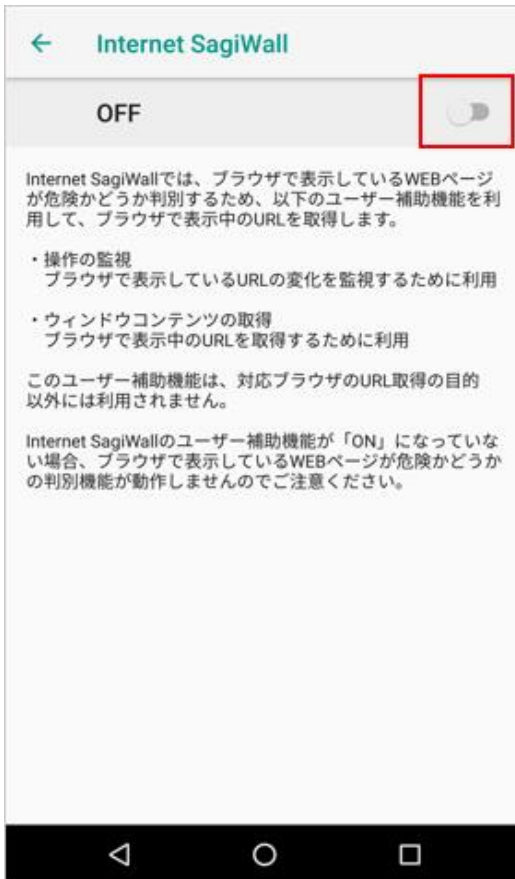 Internet SagiWall
OFF
Internet SagiWallでは、ブラウザで表示しているWEBページ
が危険かどうか判別するため、以下のユーザー補助機能を利
用して、ブラウザで表示中のURLを取得します。
・操作の監視
ブラウザで表示しているURLの変化を監視するために利用
・ウィンドウコンテンツの取得
ブラウザで表示中のURLを取得するために利用
このユーザー補助機能は、対応ブラウザのURL取得の目的
以外には利用されません。
Internet SagiWallのユーザー補助機能が「ON」になっていな
い場合、ブラウザで表示しているWEBページが危険かどうか
の判別機能が動作しませんのでご注意ください。